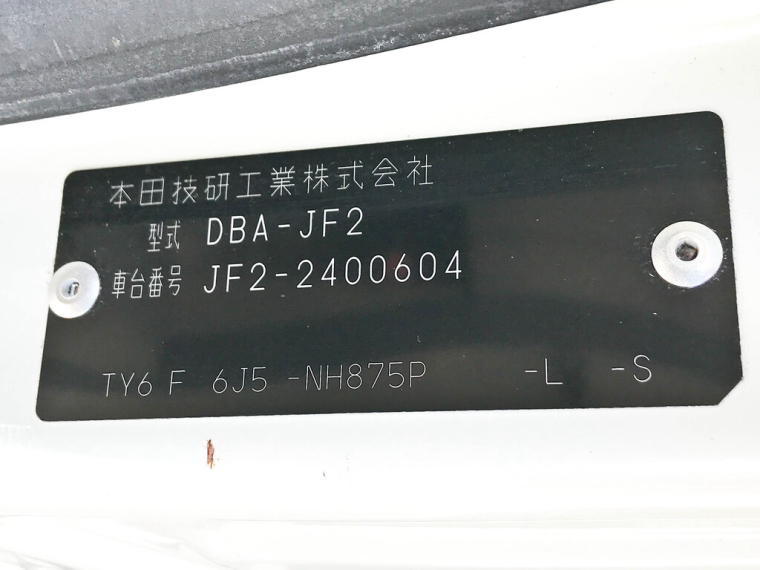 本田技研工業株式会社
型式 DBA-JF2
車台番号 JF2-2400604
TY6 F 6J5 -NH875P -L -S